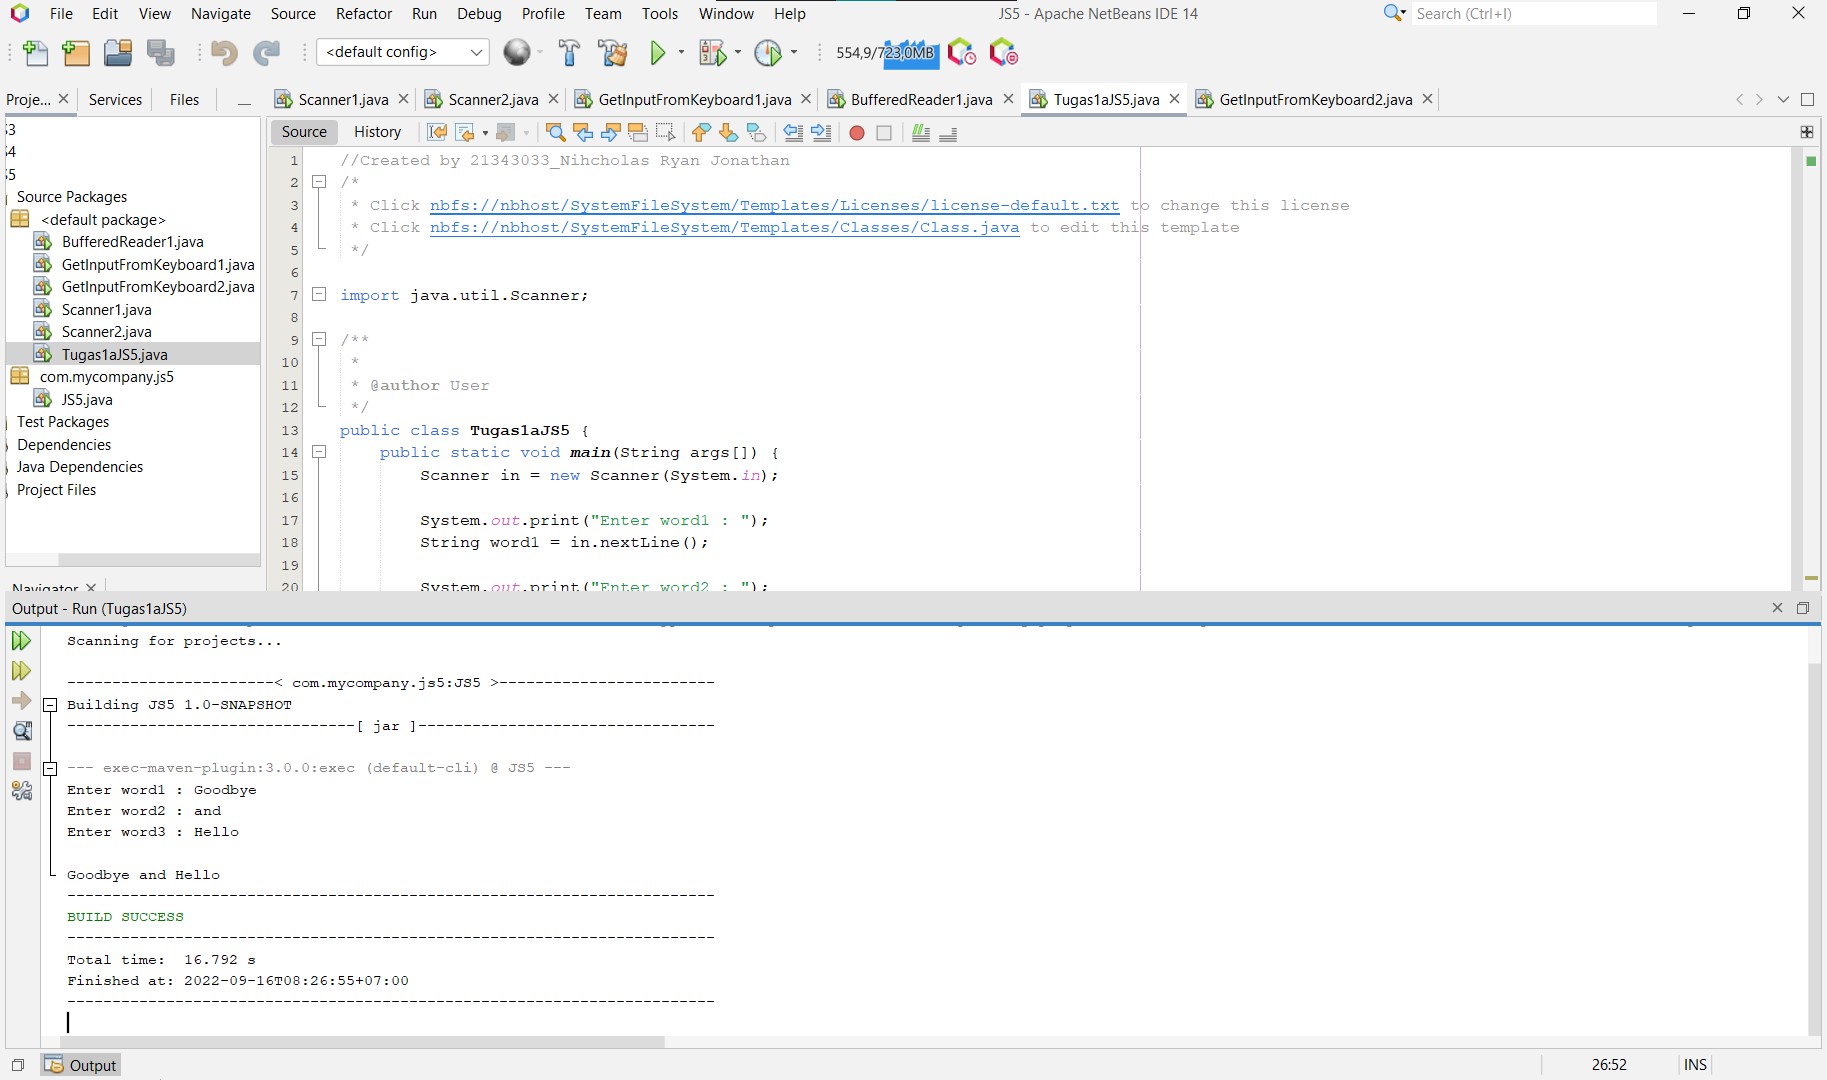 File Edit View Navigate Source Refactor Run Debug Profile Team Tools Window Help
JS5 - Apache NetBeans IDE 14
Search (Ctrl+I)
<default config>
554,9/723,0MB
Proje... Services Files
Scanner1.java Scanner2.java GetInputFromKeyboard1.java BufferedReader1.java Tugas1aJS5.java GetInputFromKeyboard2.java
Source History
Source Packages
<default package>
BufferedReader1.java
GetInputFromKeyboard1.java
GetInputFromKeyboard2.java
Scanner1.java
Scanner2.java
Tugas1aJS5.java
com.mycompany.js5
JS5.java
Test Packages
Dependencies
Java Dependencies
Project Files
Navigator
1 //Created by 21343033_Nihcholas Ryan Jonathan
2 /*
3 * Click nbfs://nbhost/SystemFileSystem/Templates/Licenses/license-default.txt to change this license
4 * Click nbfs://nbhost/SystemFileSystem/Templates/Classes/Class.java to edit this template
5 */
6
7 import java.util.Scanner;
8
9 /**
10 *
11 * @author User
12 */
13 public class Tugas1aJS5 {
14 public static void main(String args[]) {
15 Scanner in = new Scanner(System.in);
16
17 System.out.print("Enter word1 : ");
18 String word1 = in.nextLine();
19
20 System.out.print("Enter word2 : ");
Output - Run (Tugas1aJS5)
Scanning for projects...
-----------------------< com.mycompany.js5:JS5 >------------------------
Building JS5 1.0-SNAPSHOT
--------------------------------[ jar ]---------------------------------
--- exec-maven-plugin:3.0.0:exec (default-cli) @ JS5 ---
Enter word1 : Goodbye
Enter word2 : and
Enter word3 : Hello
Goodbye and Hello
------------------------------------------------------------------------
BUILD SUCCESS
------------------------------------------------------------------------
Total time:  16.792 s
Finished at: 2022-09-16T08:26:55+07:00
------------------------------------------------------------------------
Output
26:52 INS